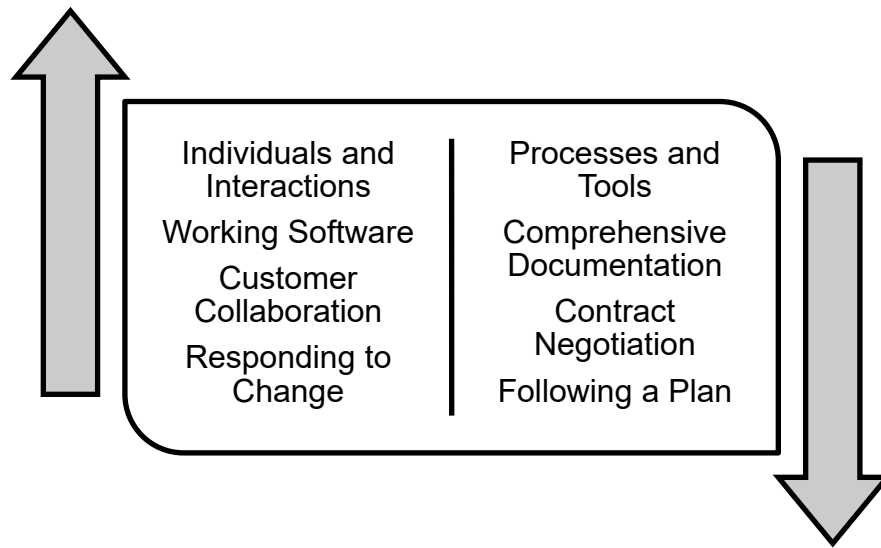 Individuals and
Interactions
Working Software
Customer
Collaboration
Responding to
Change
Processes and
Tools
Comprehensive
Documentation
Contract
Negotiation
Following a Plan